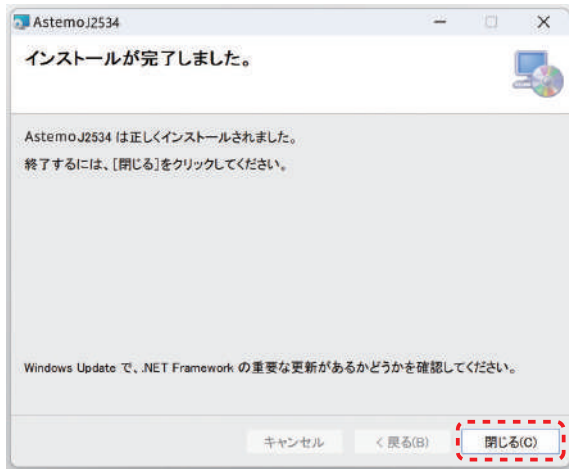 AstemoJ2534
インストールが完了しました。
AstemoJ2534 は正しくインストールされました。
終了するには、[閉じる]をクリックしてください。
Windows Update で、.NET Framework の重要な更新があるかどうかを確認してください。
キャンセル < 戻る(B) 閉じる(C)